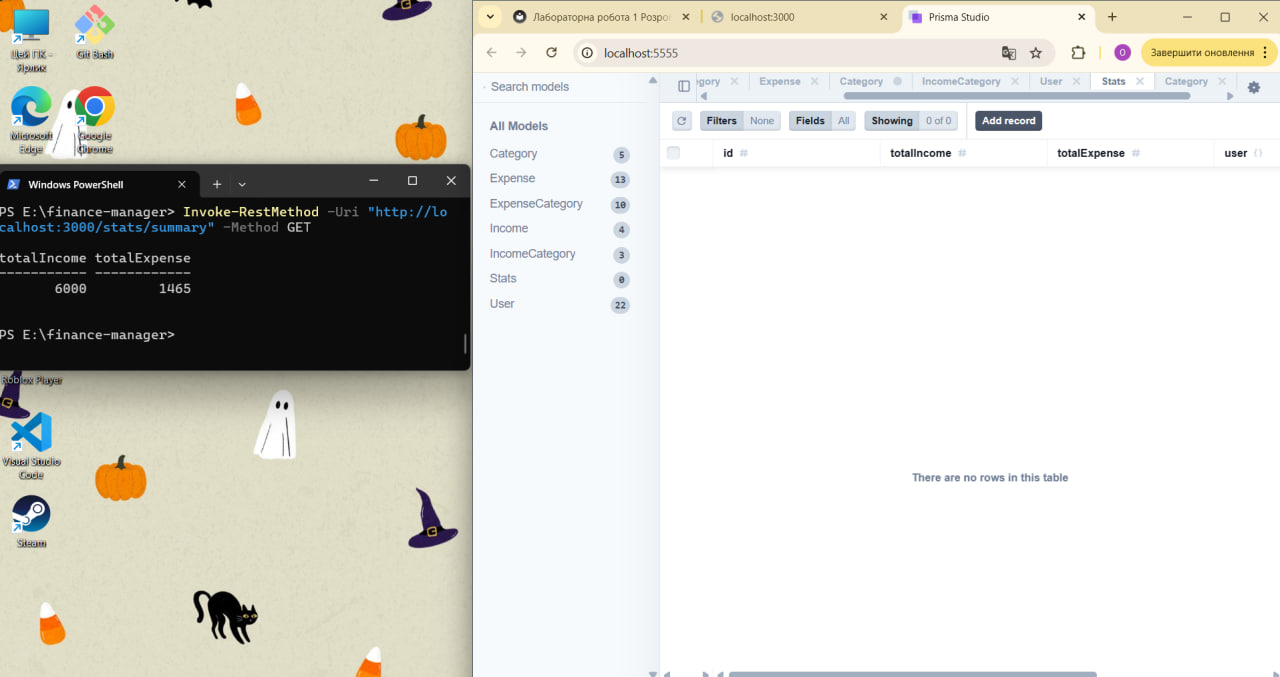 Цей ПК -
Ярлик
Git Bash
Microsoft
Edge
Google
Chrome
Windows PowerShell
PS E:\finance-manager> Invoke-RestMethod -Uri "http://lo
calhost:3000/stats/summary" -Method GET
totalIncome totalExpense
----------- ------------
6000 1465
PS E:\finance-manager>
Roblox Player
Visual Studio
Code
Steam
Лабораторна робота 1 Розро
localhost:3000
Prisma Studio
localhost:5555
O
Завершити оновлення
Search models
All Models
Category 5
Expense 13
ExpenseCategory 10
Income 4
IncomeCategory 3
Stats 0
User 22
egory
Expense
Category
IncomeCategory
User
Stats
Category
Filters None
Fields All
Showing 0 of 0
Add record
id #
totalIncome #
totalExpense #
user {}
There are no rows in this table